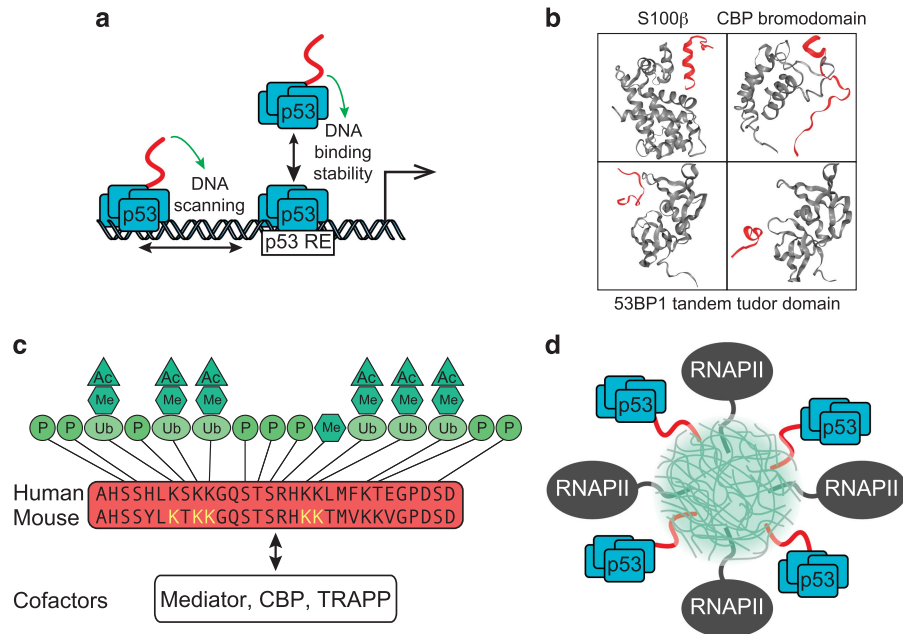 a
DNA
binding
stability
p53
DNA
scanning
p53
p53
p53 RE
b
S100β
CBP bromodomain
53BP1 tandem tudor domain
c
Ac
Ac
Ac
Ac
Ac
Ac
Me
Me
Me
Me
Me
Me
P
P
Ub
P
Ub
Ub
P
P
P
Me
Ub
Ub
Ub
P
P
Human
AHSSHLKSKKGQSTSRHKKLMFKTEGPDSD
Mouse
AHSSYLKTKKGQSTSRHKKTMVKKVGPDSD
Cofactors
Mediator, CBP, TRAPP
d
RNAPII
p53
p53
RNAPII
RNAPII
p53
p53
RNAPII